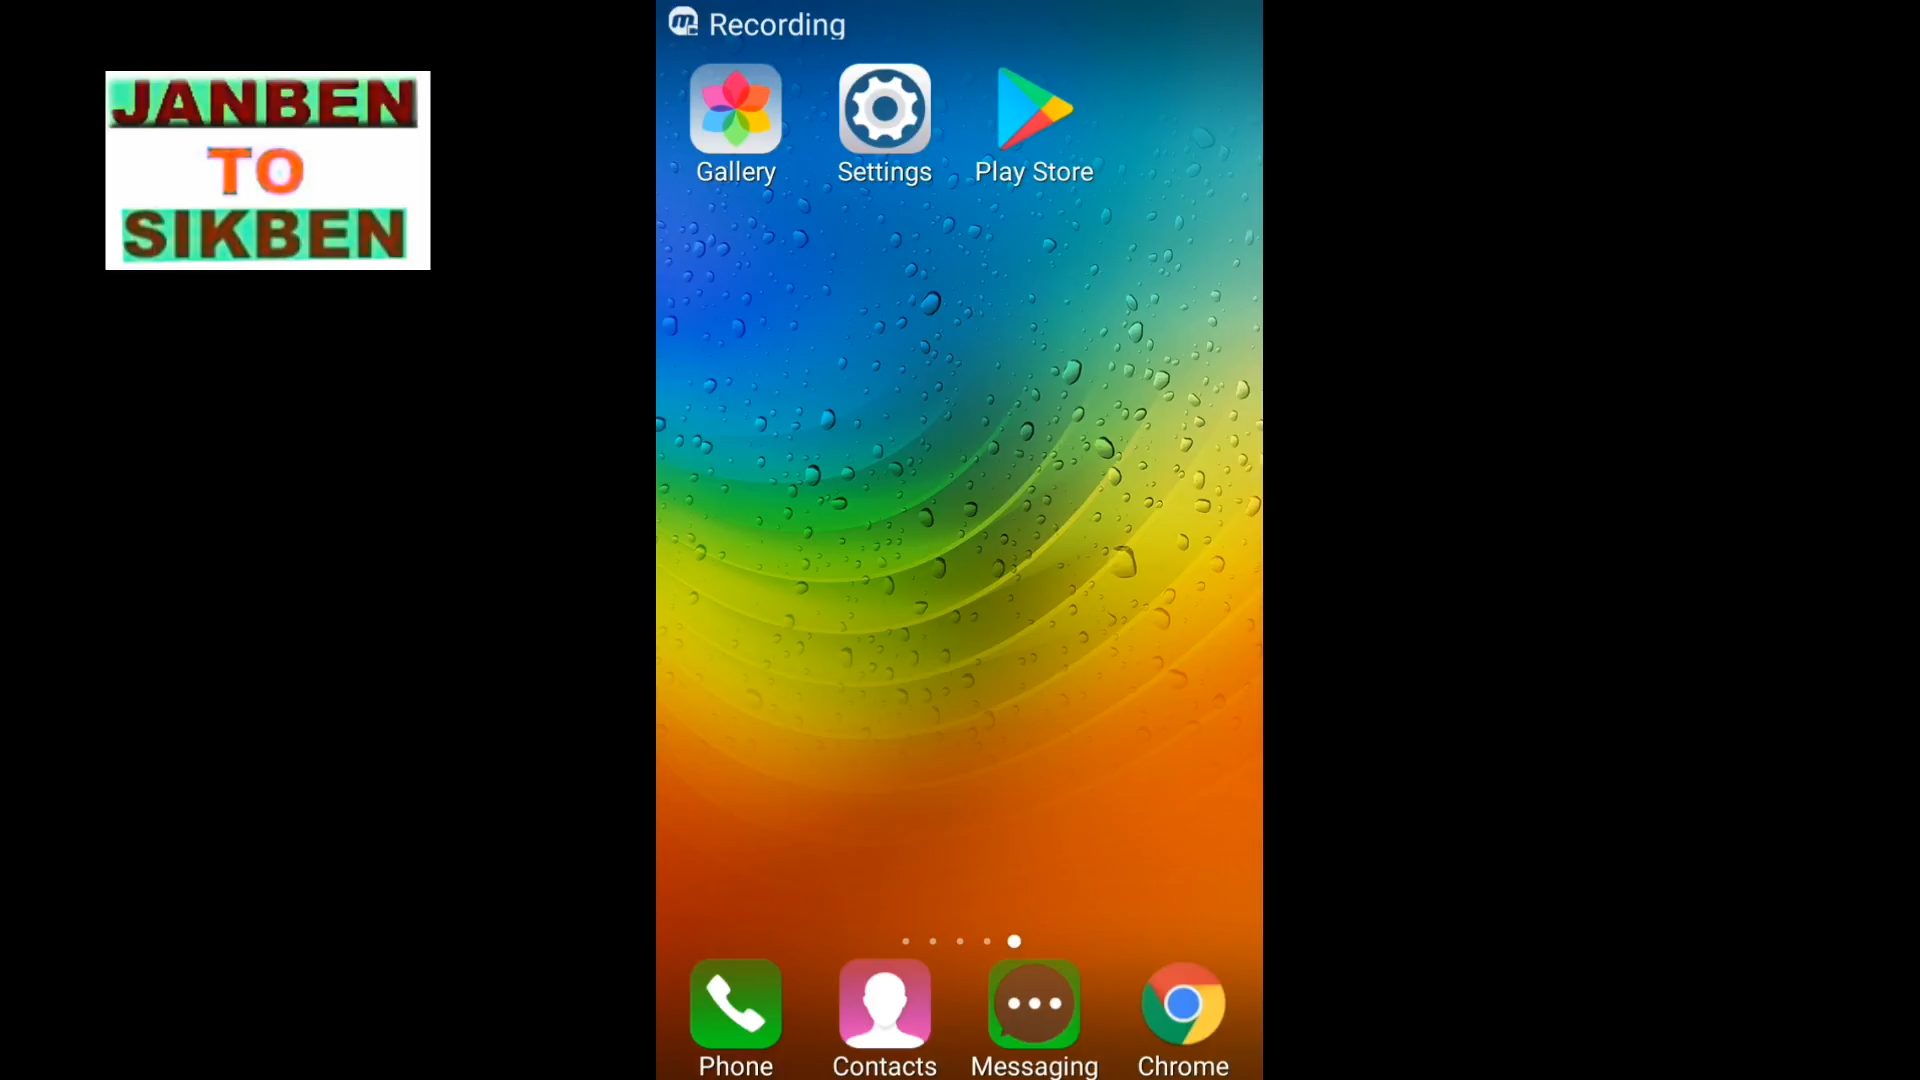 Recording
JANBEN
TO
SIKBEN
Gallery
Settings
Play Store
Phone
Contacts
Messaging
Chrome